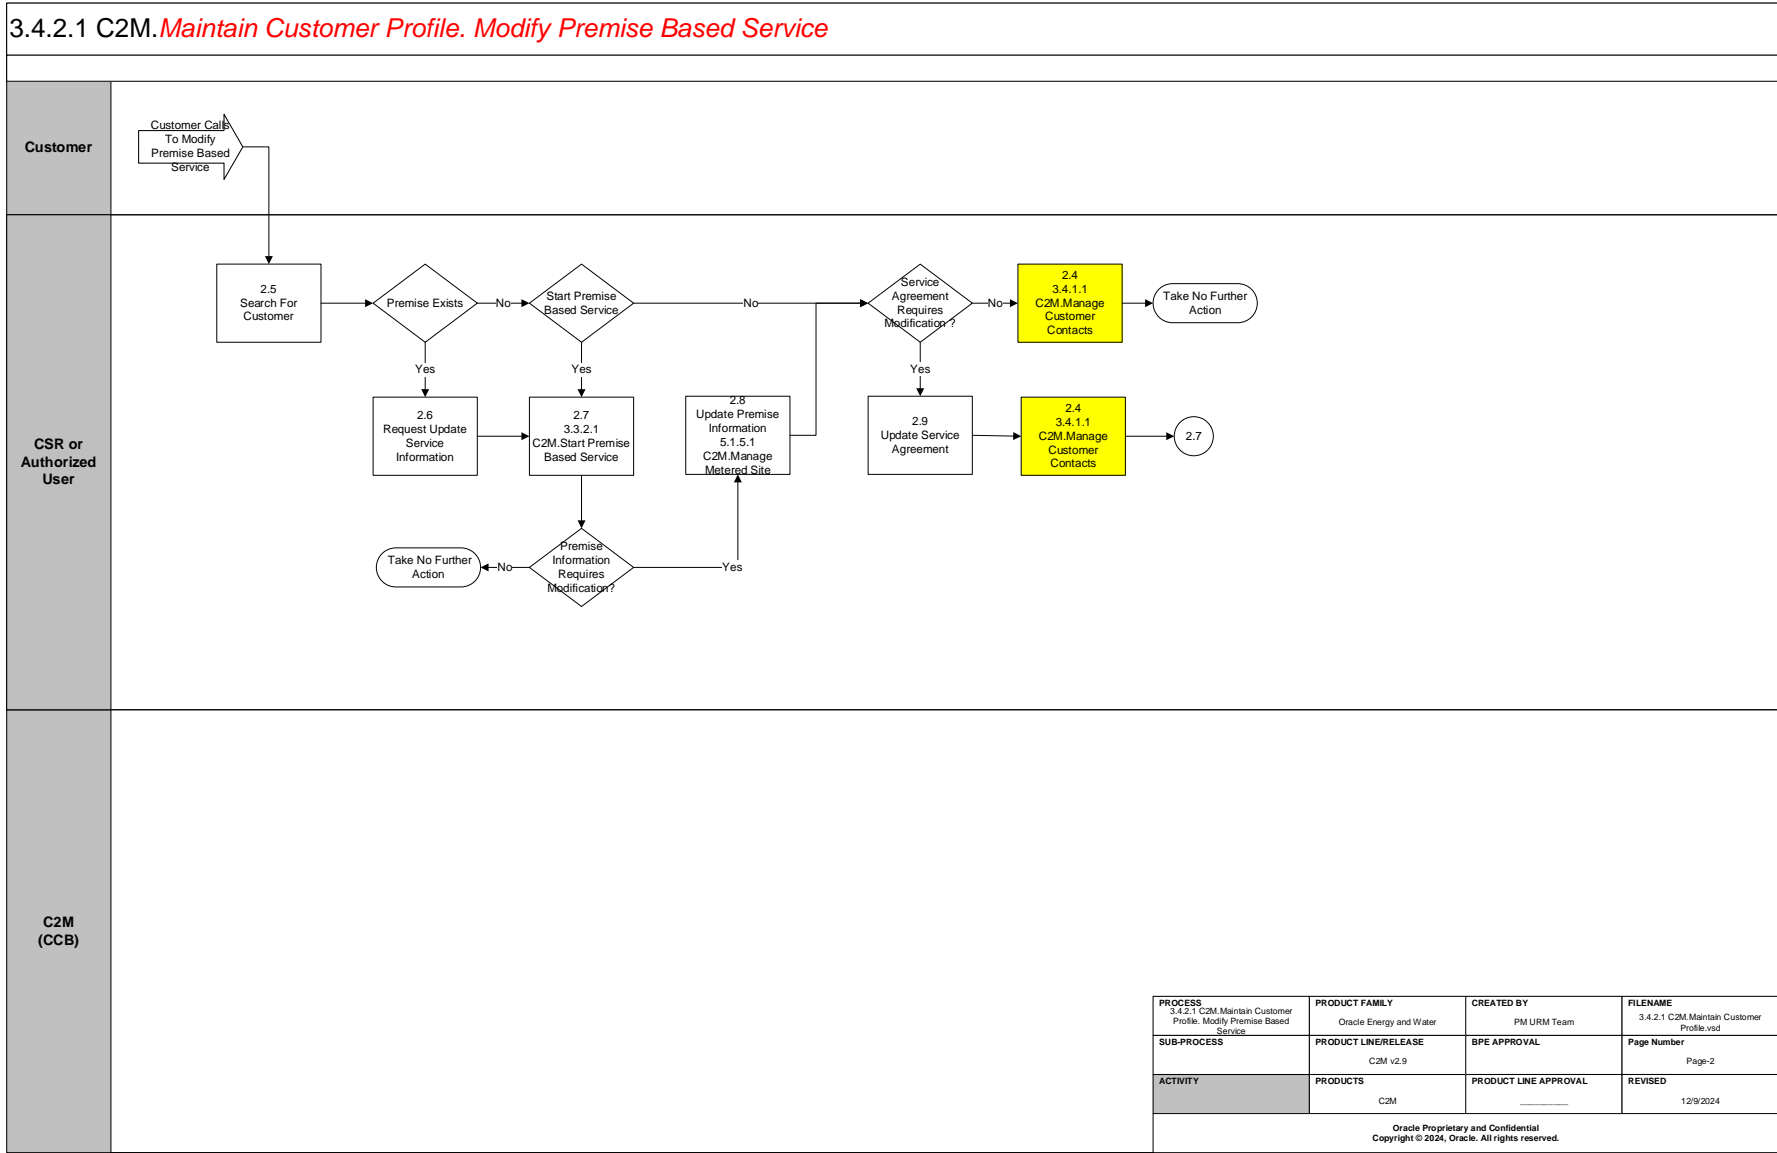 3.4.2.1 C2M.Maintain Customer Profile. Modify Premise Based Service
Customer
Customer Calls
To Modify
Premise Based
Service
CSR or
Authorized
User
2.5
Search For
Customer
Premise Exists
No
Start Premise
Based Service
No
Service
Agreement
Requires
Modification ?
No
2.4
3.4.1.1
C2M.Manage
Customer
Contacts
Take No Further
Action
Yes
Yes
Yes
2.6
Request Update
Service
Information
2.7
3.3.2.1
C2M.Start Premise
Based Service
2.8
Update Premise
Information
5.1.5.1
C2M.Manage
Metered Site
2.9
Update Service
Agreement
2.4
3.4.1.1
C2M.Manage
Customer
Contacts
2.7
Take No Further
Action
No
Premise
Information
Requires
Modification?
Yes
C2M
(CCB)
PROCESS
3.4.2.1 C2M.Maintain Customer
Profile. Modify Premise Based
Service
PRODUCT FAMILY
Oracle Energy and Water
CREATED BY
PM URM Team
FILENAME
3.4.2.1 C2M.Maintain Customer
Profile.vsd
SUB-PROCESS
PRODUCT LINE/RELEASE
C2M v2.9
BPE APPROVAL
Page Number
Page-2
ACTIVITY
PRODUCTS
C2M
PRODUCT LINE APPROVAL
____________
REVISED
12/9/2024
Oracle Proprietary and Confidential
Copyright © 2024, Oracle. All rights reserved.